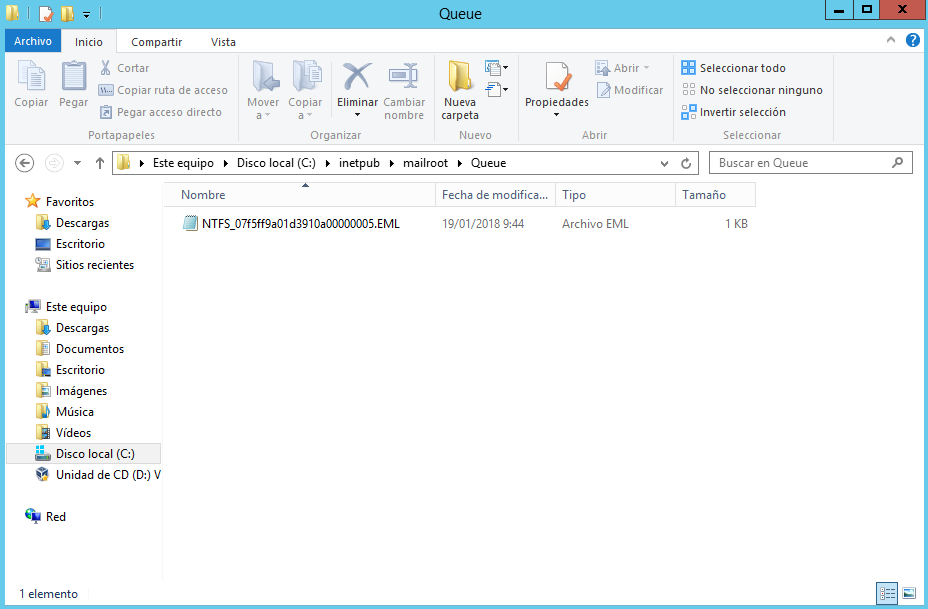 Queue
Archivo Inicio Compartir Vista
Copiar
Pegar
Cortar
Copiar ruta de acceso
Pegar acceso directo
Portapapeles
Mover a
Copiar a
Eliminar
Cambiar nombre
Organizar
Nueva carpeta
Nuevo
Propiedades
Abrir
Modificar
Abrir
Seleccionar todo
No seleccionar ninguno
Invertir selección
Seleccionar
Este equipo Disco local (C:) inetpub mailroot Queue
Buscar en Queue
Favoritos
Descargas
Escritorio
Sitios recientes
Este equipo
Descargas
Documentos
Escritorio
Imágenes
Música
Vídeos
Disco local (C:)
Unidad de CD (D:) V
Red
Nombre Fecha de modifica... Tipo Tamaño
NTFS_07f5ff9a01d3910a00000005.EML 19/01/2018 9:44 Archivo EML 1 KB
1 elemento